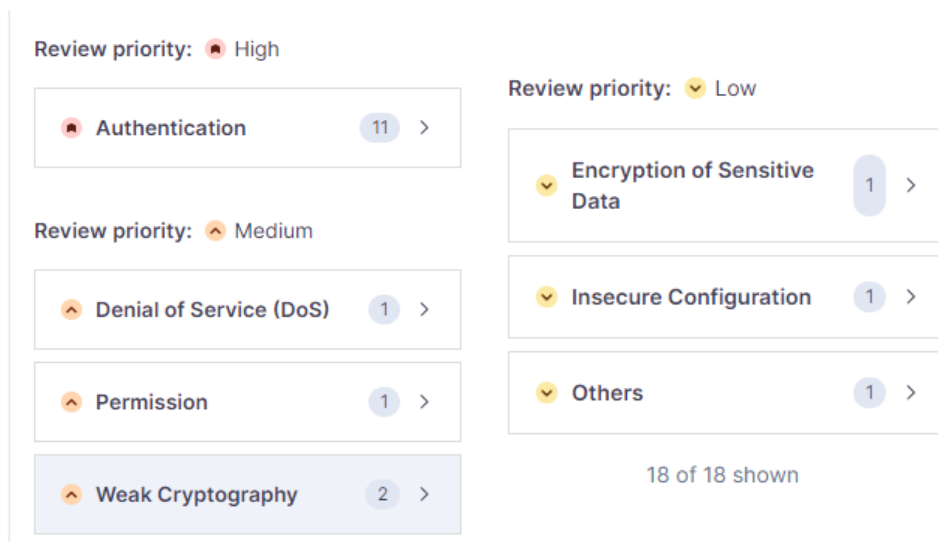 Review priority: High
Authentication 11
Review priority: Medium
Denial of Service (DoS) 1
Permission 1
Weak Cryptography 2
Review priority: Low
Encryption of Sensitive
Data 1
Insecure Configuration 1
Others 1
18 of 18 shown